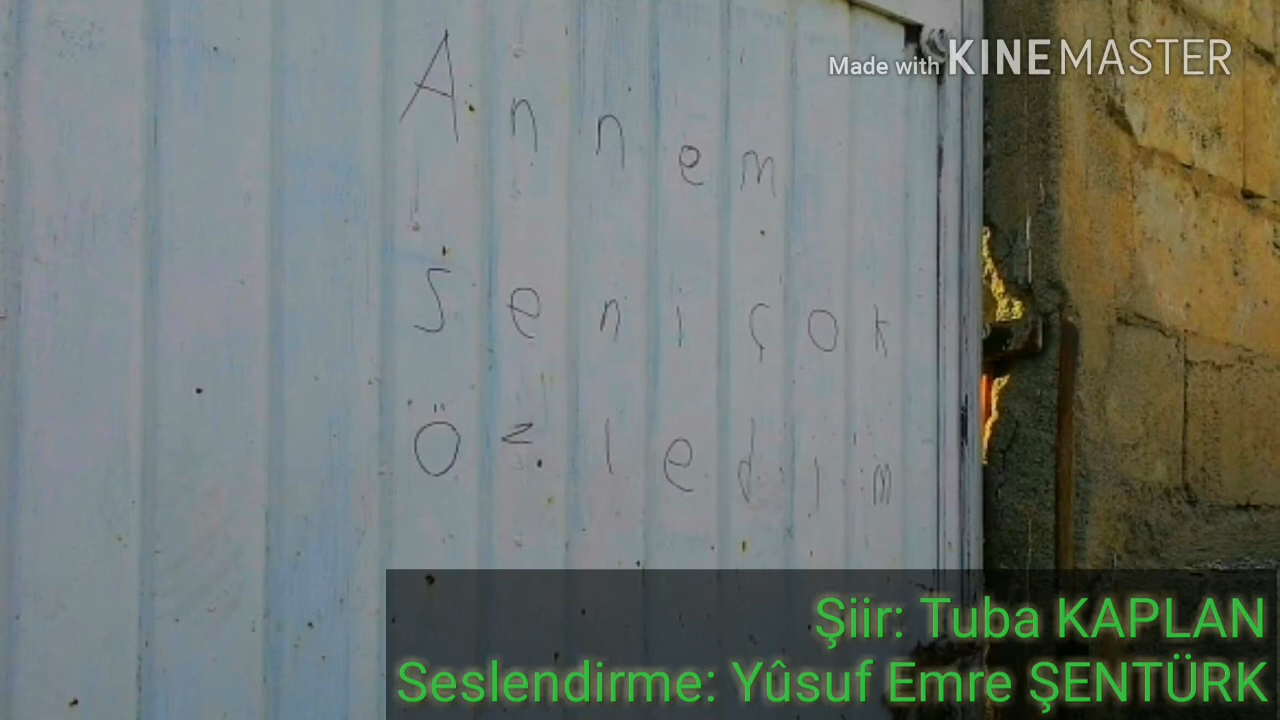 Made with KINEMASTER
Annem
Seni çok
Özledim
Şiir: Tuba KAPLAN
Seslendirme: Yûsuf Emre ŞENTÜRK